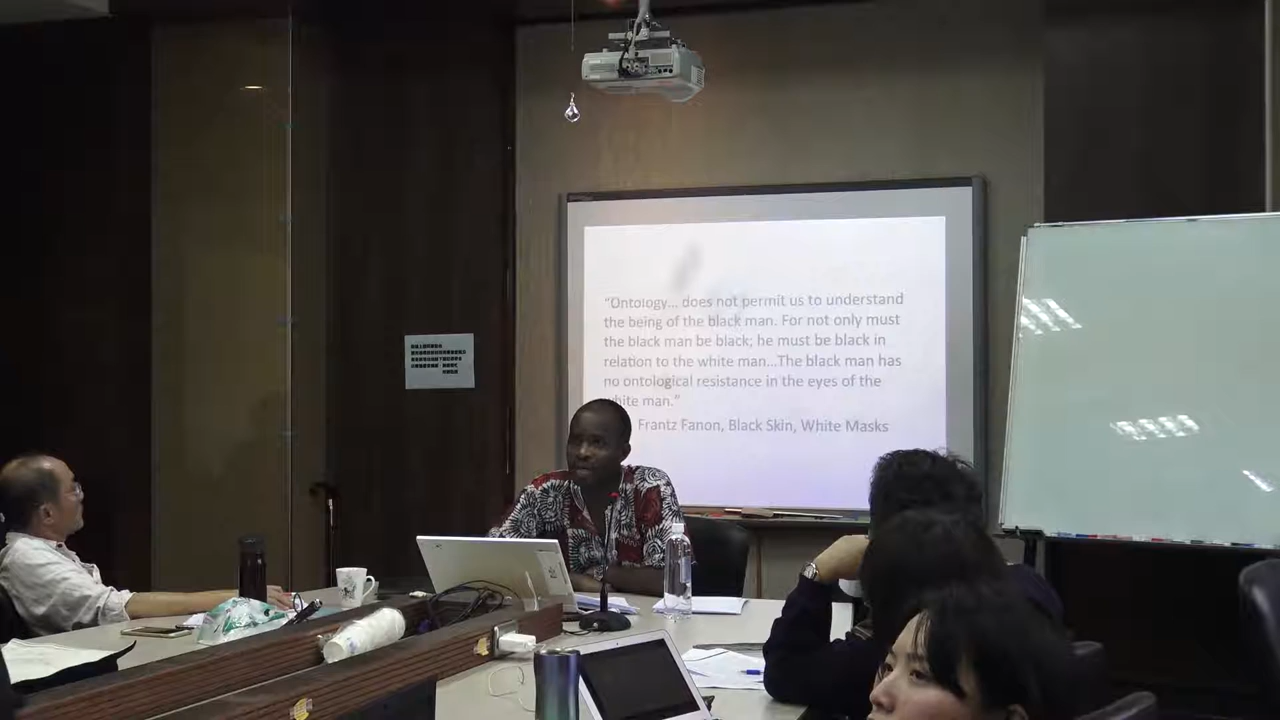 “Ontology... does not permit us to understand
the being of the black man. For not only must
the black man be black; he must be black in
relation to the white man...The black man has
no ontological resistance in the eyes of the
white man.”
Frantz Fanon, Black Skin, White Masks